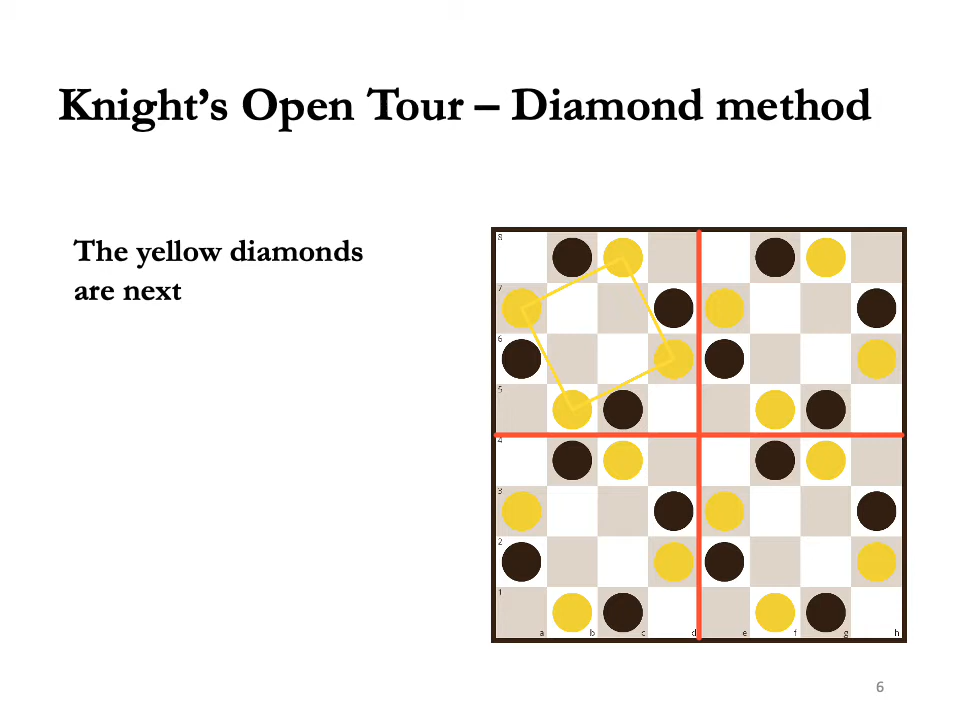 Knight’s Open Tour – Diamond method
The yellow diamonds
are next
8
7
6
5
4
3
2
1
a b c d e f g h
6